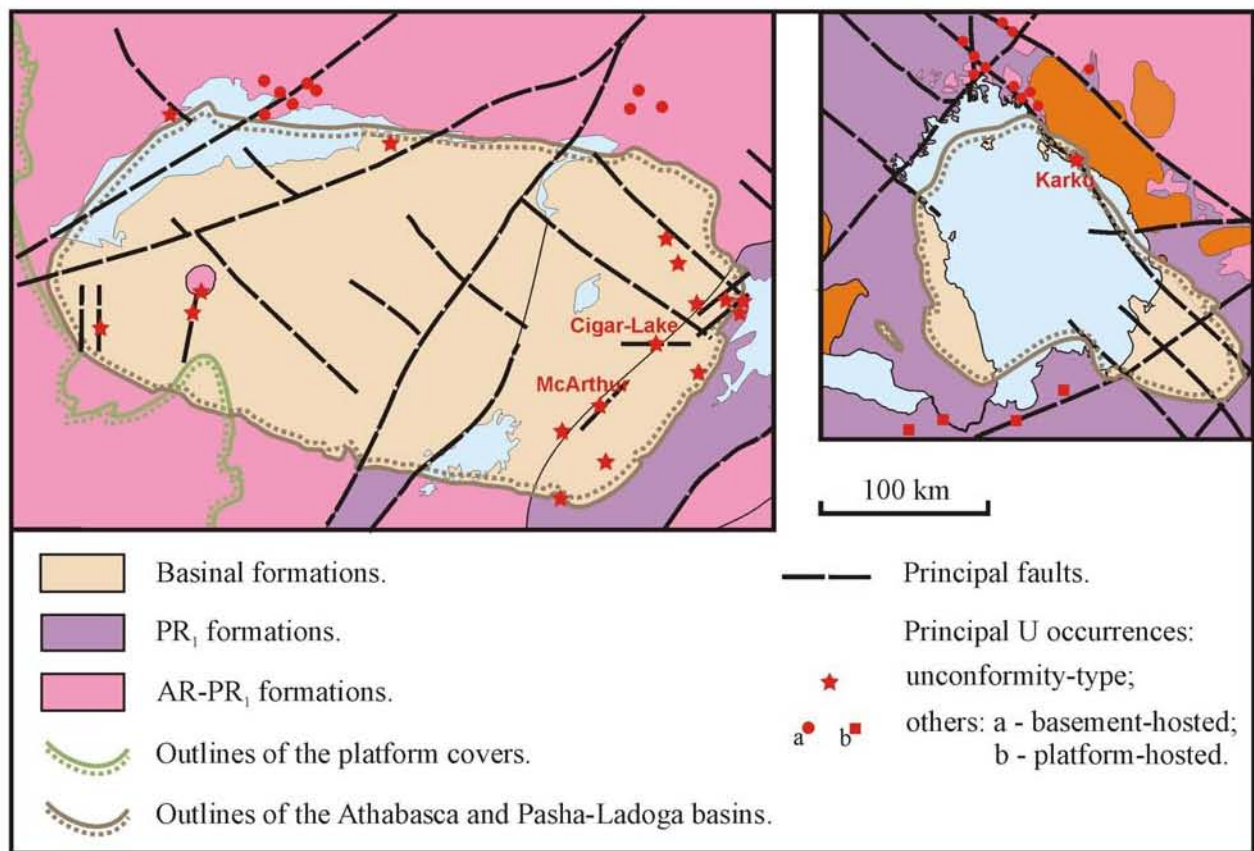 Karku
Cigar-Lake
McArthur
100 km
Basinal formations.
PR₁ formations.
AR-PR₁ formations.
Outlines of the platform covers.
Outlines of the Athabasca and Pasha-Ladoga basins.
Principal faults.
Principal U occurrences:
unconformity-type;
a b others: a - basement-hosted;
b - platform-hosted.